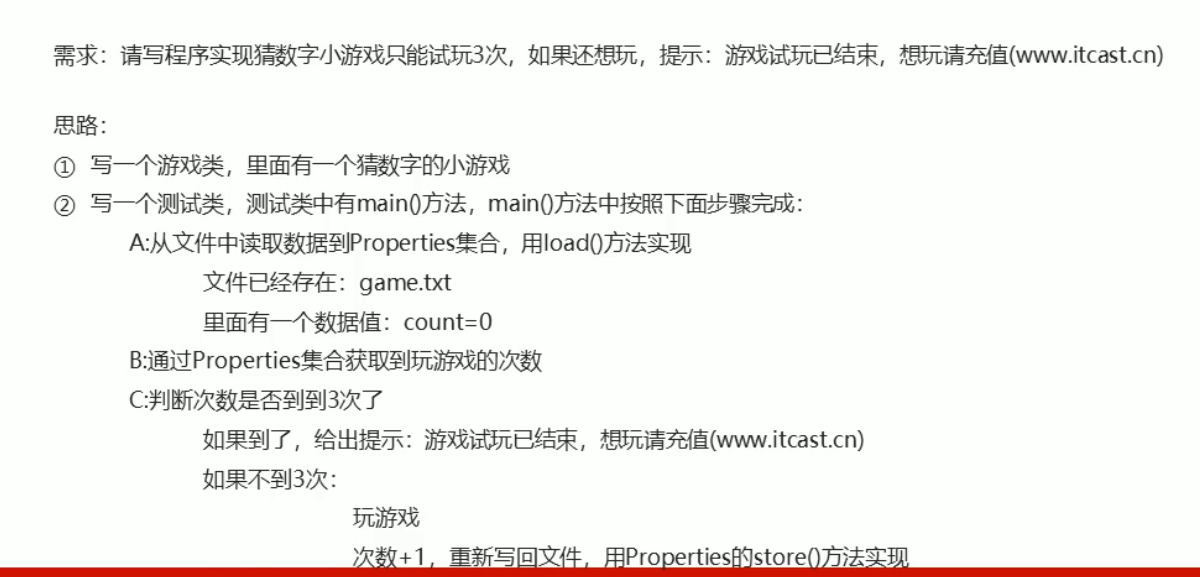 需求：请写程序实现猜数字小游戏只能试玩3次，如果还想玩，提示：游戏试玩已结束，想玩请充值(www.itcast.cn)
思路：
① 写一个游戏类，里面有一个猜数字的小游戏
② 写一个测试类，测试类中有main()方法，main()方法中按照下面步骤完成：
A:从文件中读取数据到Properties集合，用load()方法实现
文件已经存在：game.txt
里面有一个数据值：count=0
B:通过Properties集合获取到玩游戏的次数
C:判断次数是否到到3次了
如果到了，给出提示：游戏试玩已结束，想玩请充值(www.itcast.cn)
如果不到3次：
玩游戏
次数+1，重新写回文件，用Properties的store()方法实现